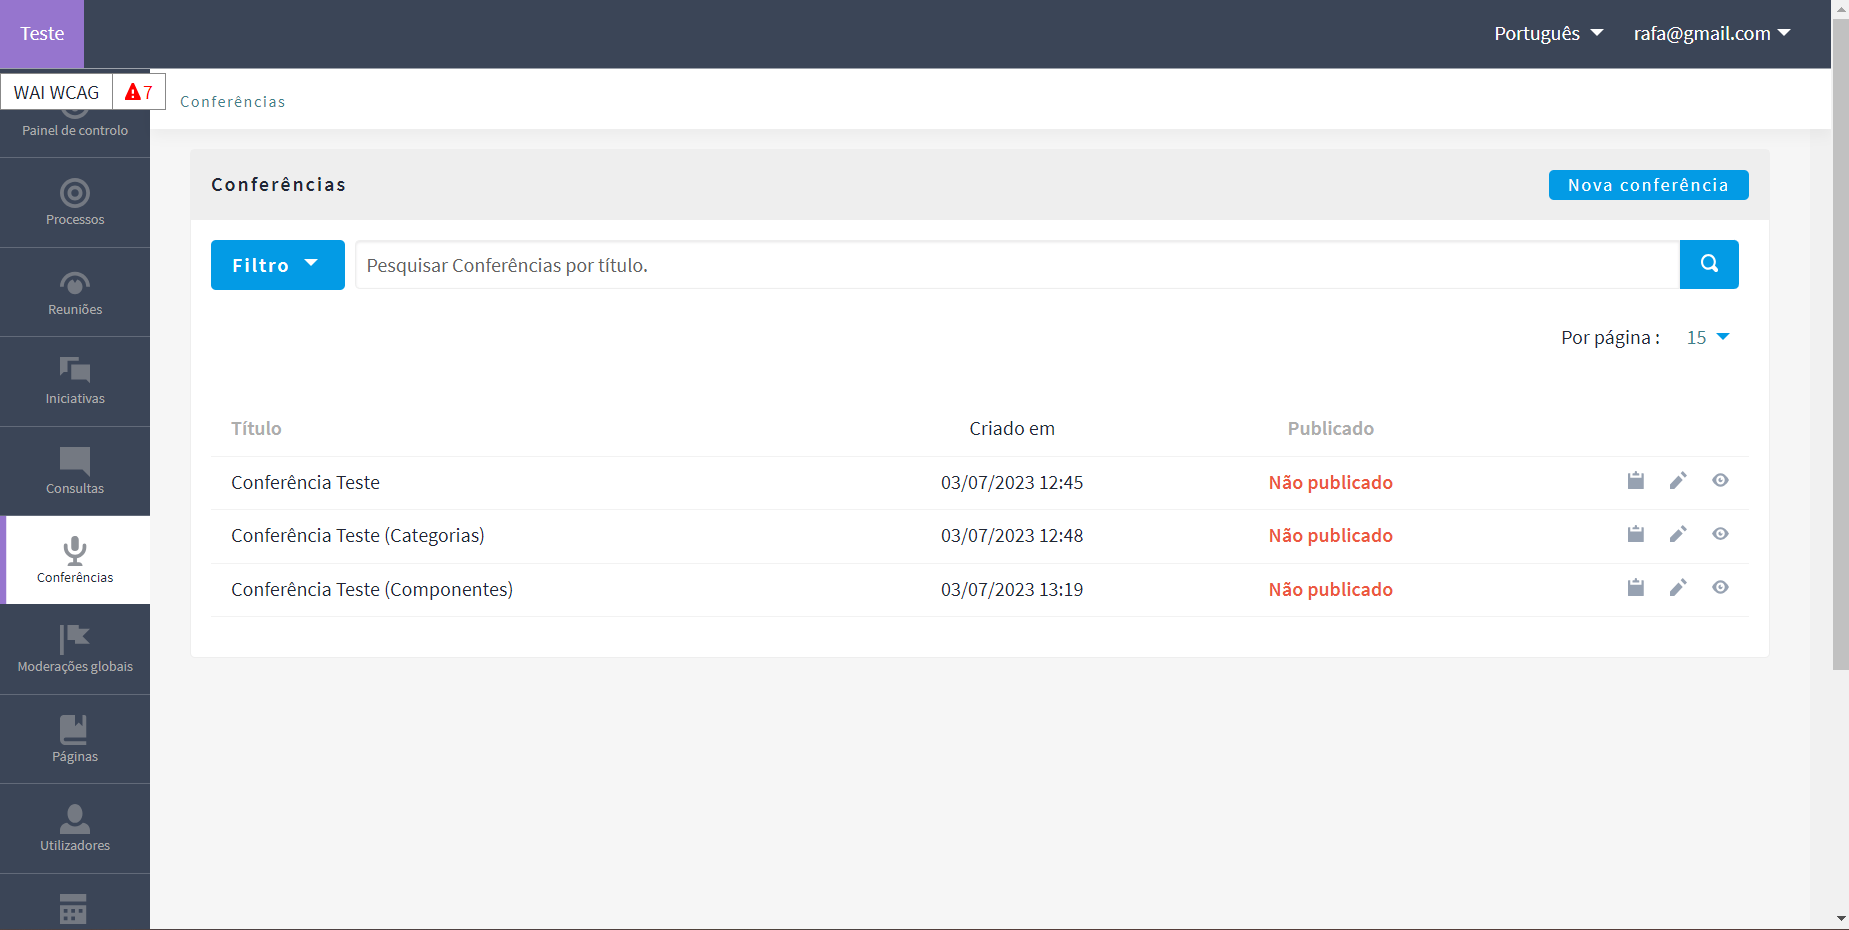 Teste
Português
rafa@gmail.com
WAI WCAG
7
Conferências
Painel de controlo
Processos
Reuniões
Iniciativas
Consultas
Conferências
Moderações globais
Páginas
Utilizadores
Conferências
Nova conferência
Filtro
Pesquisar Conferências por título.
Por página : 15
Título Criado em Publicado
Conferência Teste 03/07/2023 12:45 Não publicado
Conferência Teste (Categorias) 03/07/2023 12:48 Não publicado
Conferência Teste (Componentes) 03/07/2023 13:19 Não publicado